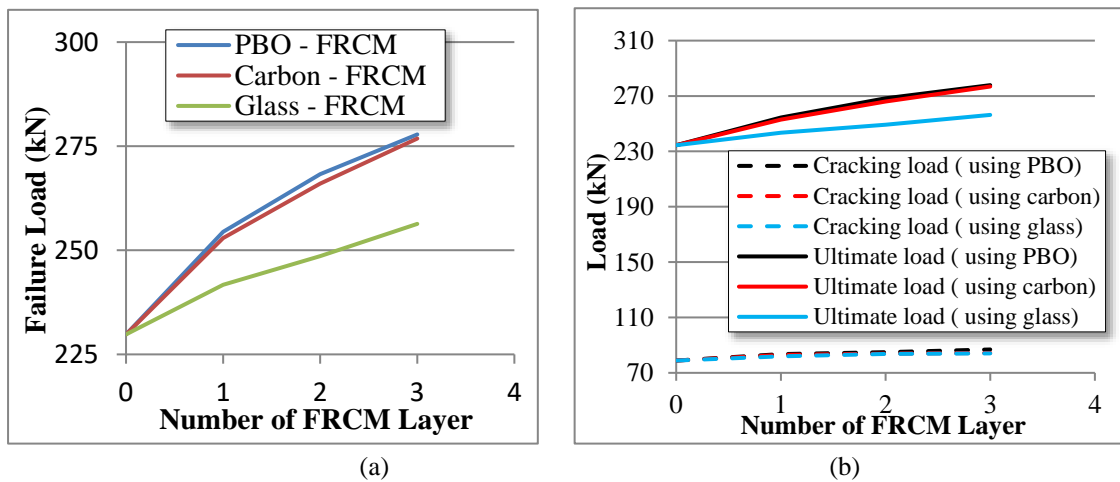 300
275
250
225
Failure Load (kN)
PBO - FRCM
Carbon - FRCM
Glass - FRCM
0 1 2 3 4
Number of FRCM Layer
(a)
310
270
230
190
150
110
70
Load (kN)
Cracking load ( using PBO)
Cracking load ( using carbon)
Cracking load ( using glass)
Ultimate load ( using PBO)
Ultimate load ( using carbon)
Ultimate load ( using glass)
0 1 2 3 4
Number of FRCM Layer
(b)